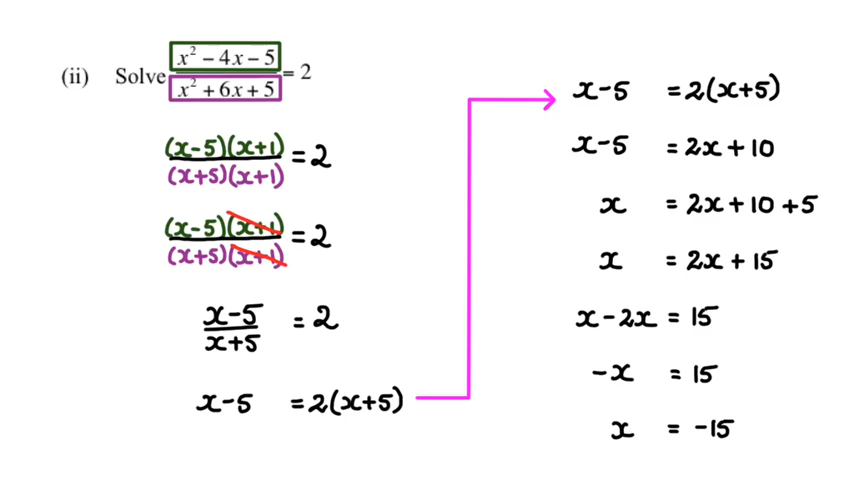 (ii) Solve (x² − 4x − 5)/(x² + 6x + 5) = 2
(x−5)(x+1)/(x+5)(x+1) = 2
(x−5)(x+1)/(x+5)(x+1) = 2
(x−5)/(x+5) = 2
x−5 = 2(x+5)
x−5 = 2(x+5)
x−5 = 2x+10
x = 2x+10+5
x = 2x+15
x−2x = 15
−x = 15
x = −15